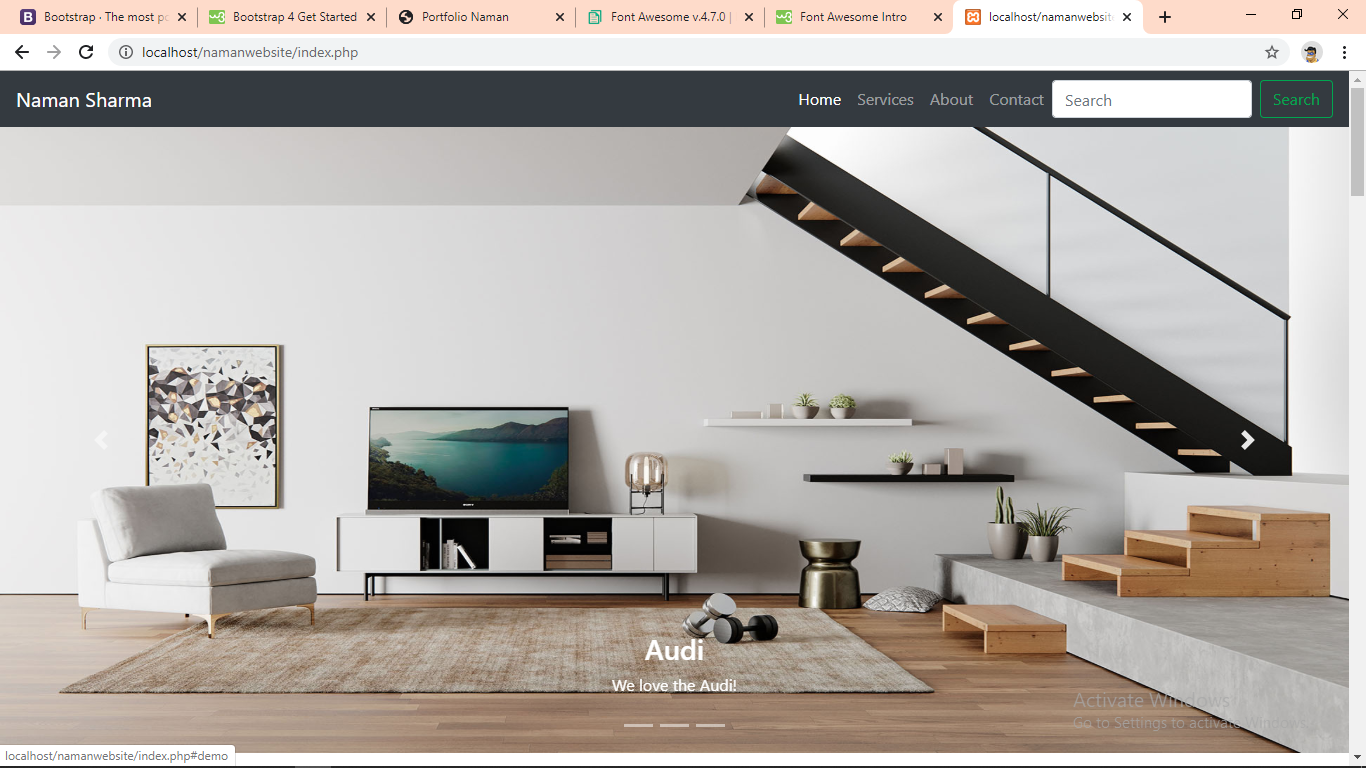 Bootstrap · The most po
Bootstrap 4 Get Started
Portfolio Naman
Font Awesome v.4.7.0 |
Font Awesome Intro
localhost/namanwebsite
localhost/namanwebsite/index.php
Naman Sharma
Home
Services
About
Contact
Search
Search
Audi
We love the Audi!
Activate Windows
Go to Settings to activate Windows.
localhost/namanwebsite/index.php#demo